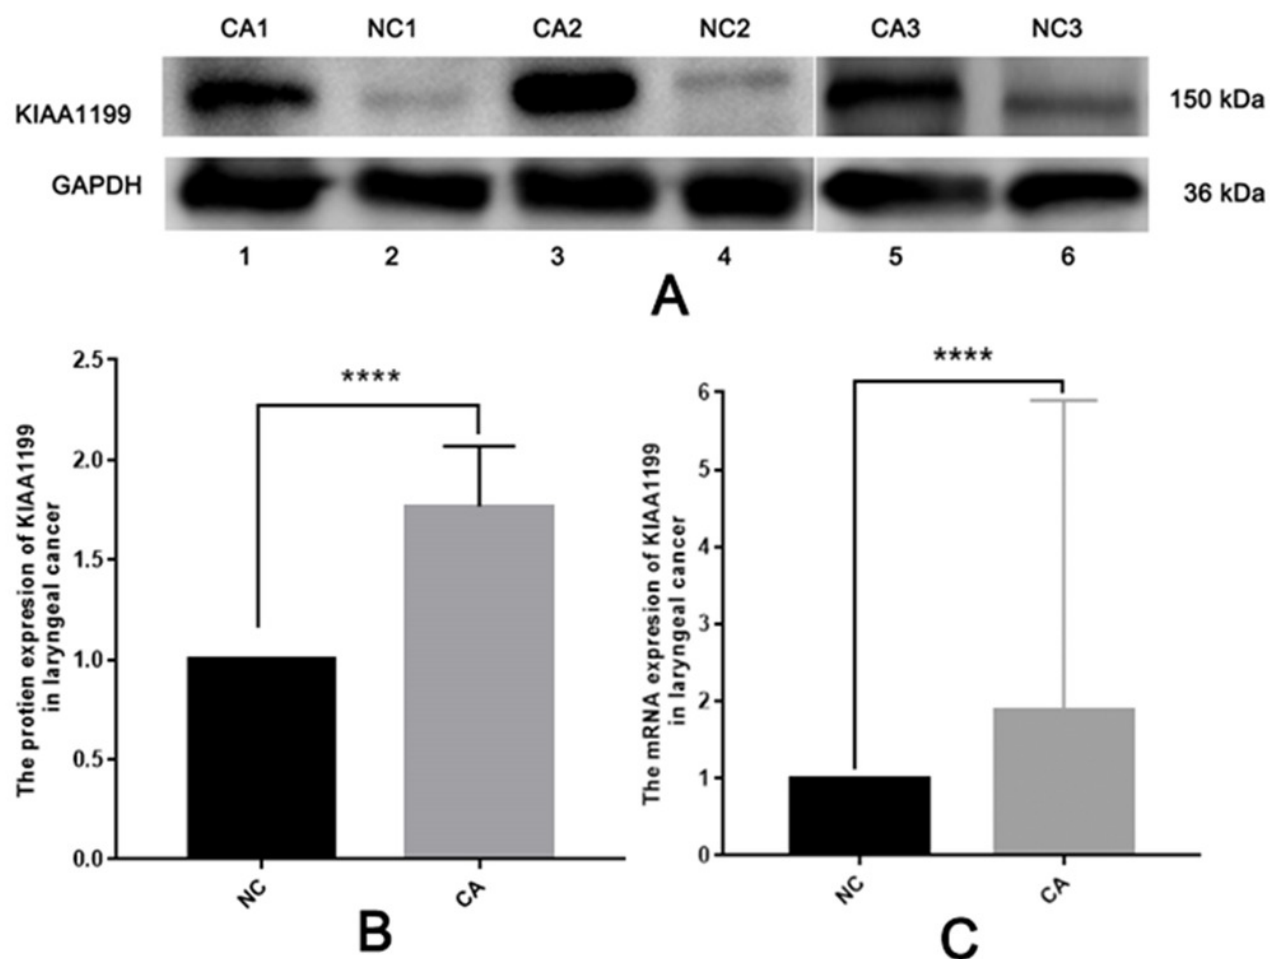 CA1 NC1 CA2 NC2 CA3 NC3
KIAA1199 150 kDa
GAPDH 36 kDa
1 2 3 4 5 6
A
The protien expresion of KIAA1199
in laryngeal cancer
2.5
2.0
1.5
1.0
0.5
0.0
****
NC CA
B
The mRNA expresion of KIAA1199
in laryngeal cancer
6
5
4
3
2
1
0
****
NC CA
C